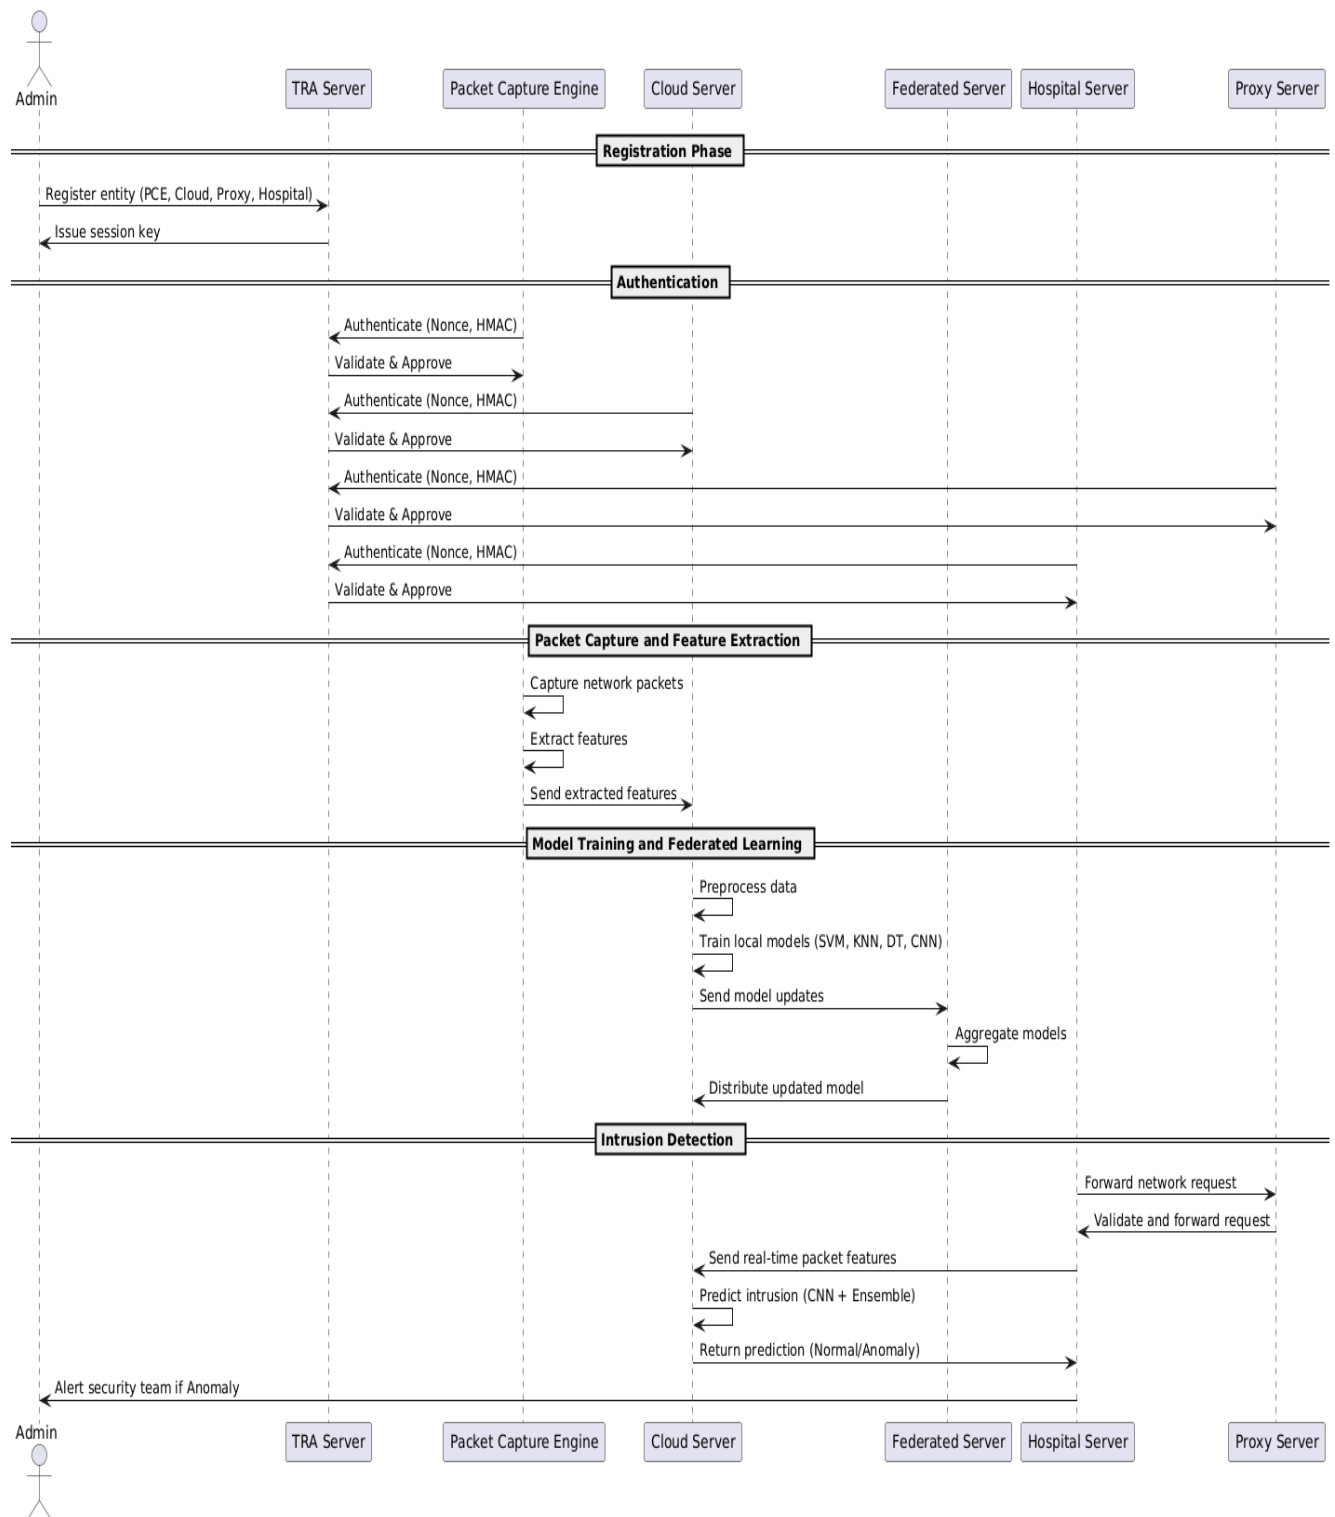 Admin
TRA Server
Packet Capture Engine
Cloud Server
Federated Server
Hospital Server
Proxy Server
Registration Phase
Register entity (PCE, Cloud, Proxy, Hospital)
Issue session key
Authentication
Authenticate (Nonce, HMAC)
Validate & Approve
Authenticate (Nonce, HMAC)
Validate & Approve
Authenticate (Nonce, HMAC)
Validate & Approve
Authenticate (Nonce, HMAC)
Validate & Approve
Packet Capture and Feature Extraction
Capture network packets
Extract features
Send extracted features
Model Training and Federated Learning
Preprocess data
Train local models (SVM, KNN, DT, CNN)
Send model updates
Aggregate models
Distribute updated model
Intrusion Detection
Forward network request
Validate and forward request
Send real-time packet features
Predict intrusion (CNN + Ensemble)
Return prediction (Normal/Anomaly)
Alert security team if Anomaly
Admin
TRA Server
Packet Capture Engine
Cloud Server
Federated Server
Hospital Server
Proxy Server